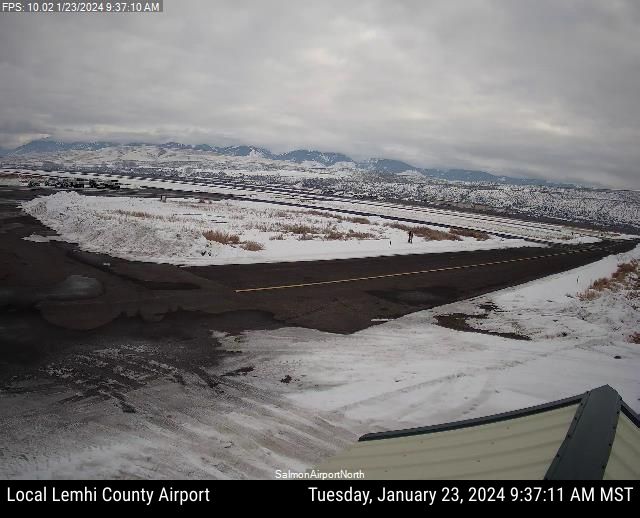 FPS: 10.02 1/23/2024 9:37:10 AM
SalmonAirportNorth
Local Lemhi County Airport Tuesday, January 23, 2024 9:37:11 AM MST